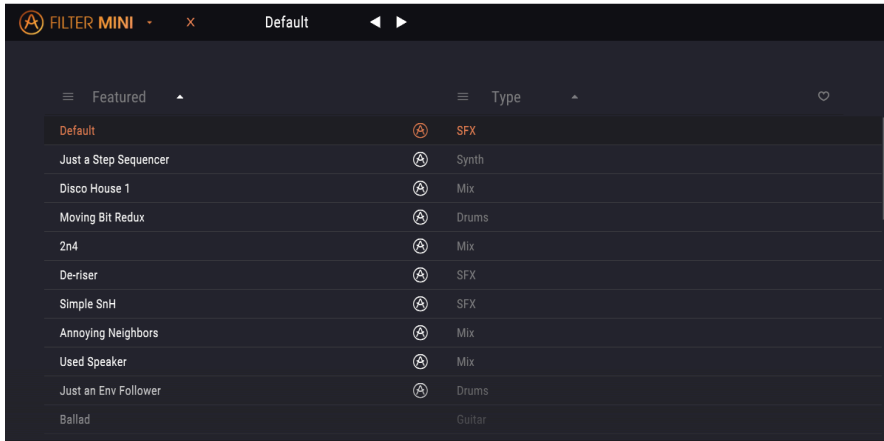 FILTER MINI X Default
Featured Type
Default SFX
Just a Step Sequencer Synth
Disco House 1 Mix
Moving Bit Redux Drums
2n4 Mix
De-riser SFX
Simple SnH SFX
Annoying Neighbors Mix
Used Speaker Mix
Just an Env Follower Drums
Ballad Guitar